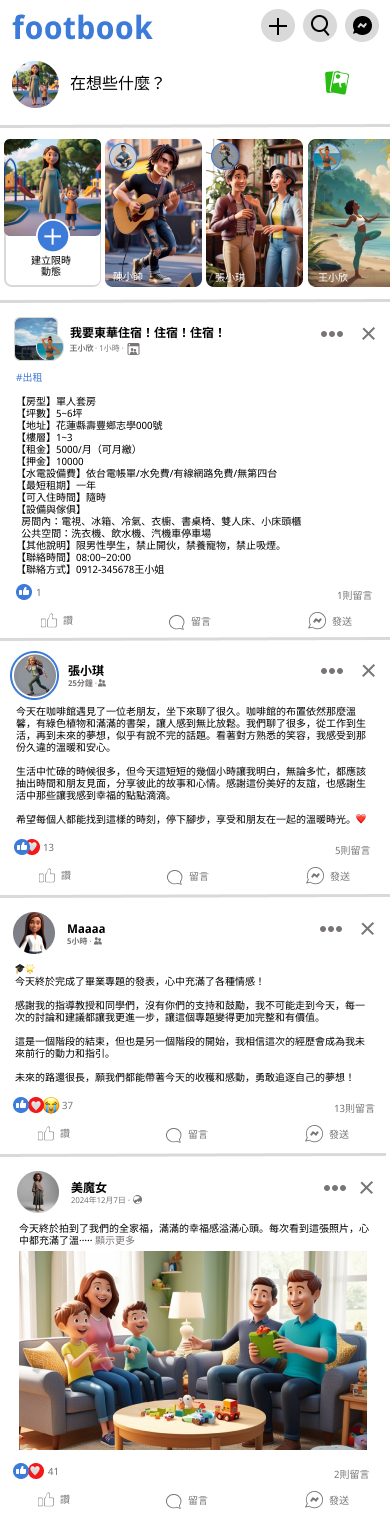 footbook
在想些什麼？
建立限時
動態
陳小帥
張小琪
王小欣
我要東華住宿！住宿！住宿！
王小欣 · 1小時 ·
#出租
【房型】單人套房
【坪數】5~6坪
【地址】花蓮縣壽豐鄉志學000號
【樓層】1~3
【租金】5000/月（可月繳）
【押金】10000
【水電設備費】依台電帳單/水免費/有線網路免費/無第四台
【最短租期】一年
【可入住時間】隨時
【設備與傢俱】
房間內：電視、冰箱、冷氣、衣櫥、書桌椅、雙人床、小床頭櫃
公共空間：洗衣機、飲水機、汽機車停車場
【其他說明】限男性學生，禁止開伙，禁養寵物，禁止吸煙。
【聯絡時間】08:00~20:00
【聯絡方式】0912-345678王小姐
1
1則留言
讚
留言
發送
張小琪
25分鐘 ·
今天在咖啡館遇見了一位老朋友，坐下來聊了很久。咖啡館的布置依然那麼溫
馨，有綠色植物和滿滿的書架，讓人感到無比放鬆。我們聊了很多，從工作到生
活，再到未來的夢想，似乎有說不完的話題。看著對方熟悉的笑容，我感受到那
份久違的溫暖和安心。
生活中忙碌的時候很多，但今天這短短的幾個小時讓我明白，無論多忙，都應該
抽出時間和朋友見面，分享彼此的故事和心情。感謝這份美好的友誼，也感謝生
活中那些讓我感到幸福的點點滴滴。
希望每個人都能找到這樣的時刻，停下腳步，享受和朋友在一起的溫暖時光。❤️
13
5則留言
讚
留言
發送
Maaaa
5小時 ·
🎓🌟
今天終於完成了畢業專題的發表，心中充滿了各種情感！
感謝我的指導教授和同學們，沒有你們的支持和鼓勵，我不可能走到今天，每一
次的討論和建議都讓我更進一步，讓這個專題變得更加完整和有價值。
這是一個階段的結束，但也是另一個階段的開始，我相信這次的經歷會成為我未
來前行的動力和指引。
未來的路還很長，願我們都能帶著今天的收穫和感動，勇敢追逐自己的夢想！
37
13則留言
讚
留言
發送
美魔女
2024年12月7日 ·
今天終於拍到了我們的全家福，滿滿的幸福感溢滿心頭。每次看到這張照片，心
中都充滿了溫····· 顯示更多
41
2則留言
讚
留言
發送